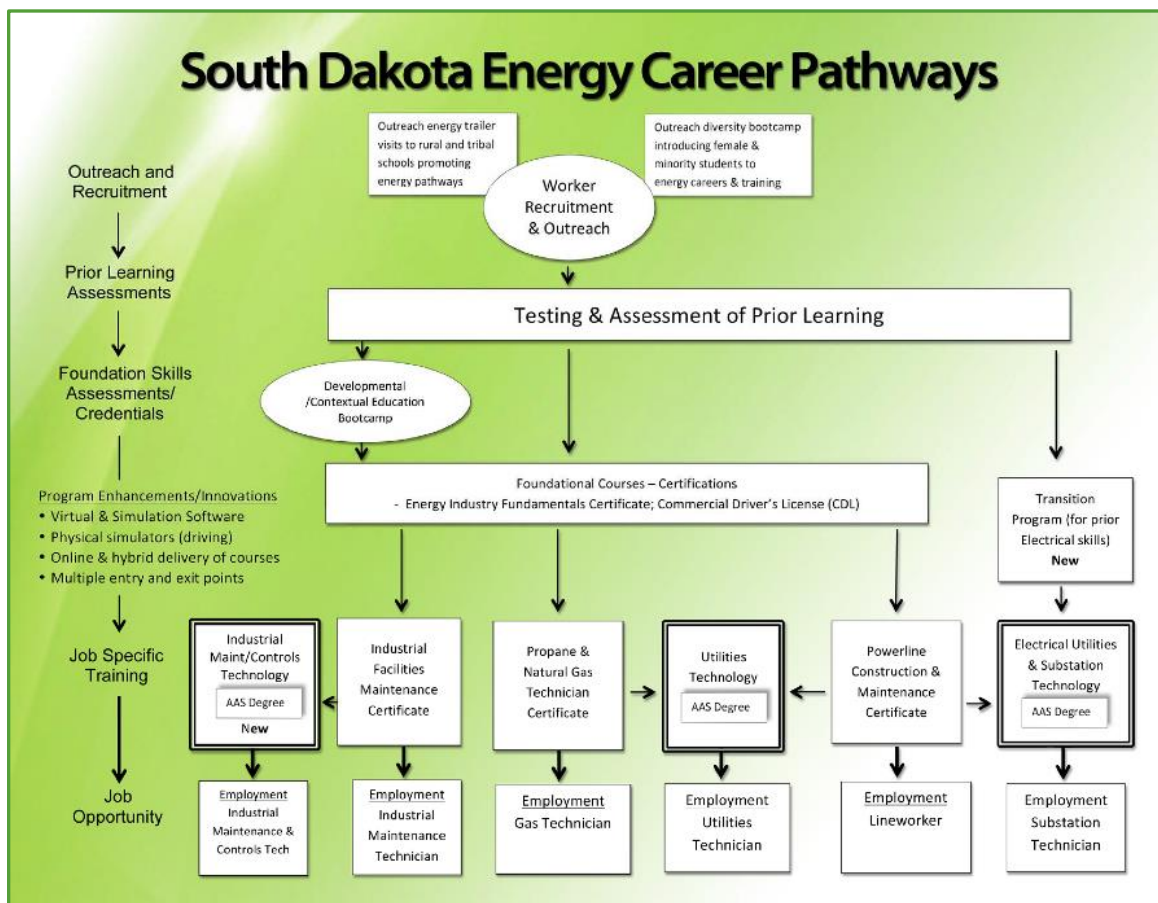 South Dakota Energy Career Pathways
Outreach energy trailer
visits to rural and tribal
schools promoting
energy pathways
Outreach diversity bootcamp
introducing female &
minority students to
energy careers & training
Worker
Recruitment
& Outreach
Outreach and
Recruitment
Prior Learning
Assessments
Testing & Assessment of Prior Learning
Foundation Skills
Assessments/
Credentials
Developmental
/Contextual Education
Bootcamp
Foundational Courses – Certifications
- Energy Industry Fundamentals Certificate; Commercial Driver's License (CDL)
Program Enhancements/Innovations
• Virtual & Simulation Software
• Physical simulators (driving)
• Online & hybrid delivery of courses
• Multiple entry and exit points
Transition
Program (for prior
Electrical skills)
New
Job Specific
Training
Industrial
Maint/Controls
Technology
AAS Degree
New
Industrial
Facilities
Maintenance
Certificate
Propane &
Natural Gas
Technician
Certificate
Utilities
Technology
AAS Degree
Powerline
Construction &
Maintenance
Certificate
Electrical Utilities
& Substation
Technology
AAS Degree
Job
Opportunity
Employment
Industrial
Maintenance &
Controls Tech
Employment
Industrial
Maintenance
Technician
Employment
Gas Technician
Employment
Utilities
Technician
Employment
Lineworker
Employment
Substation
Technician